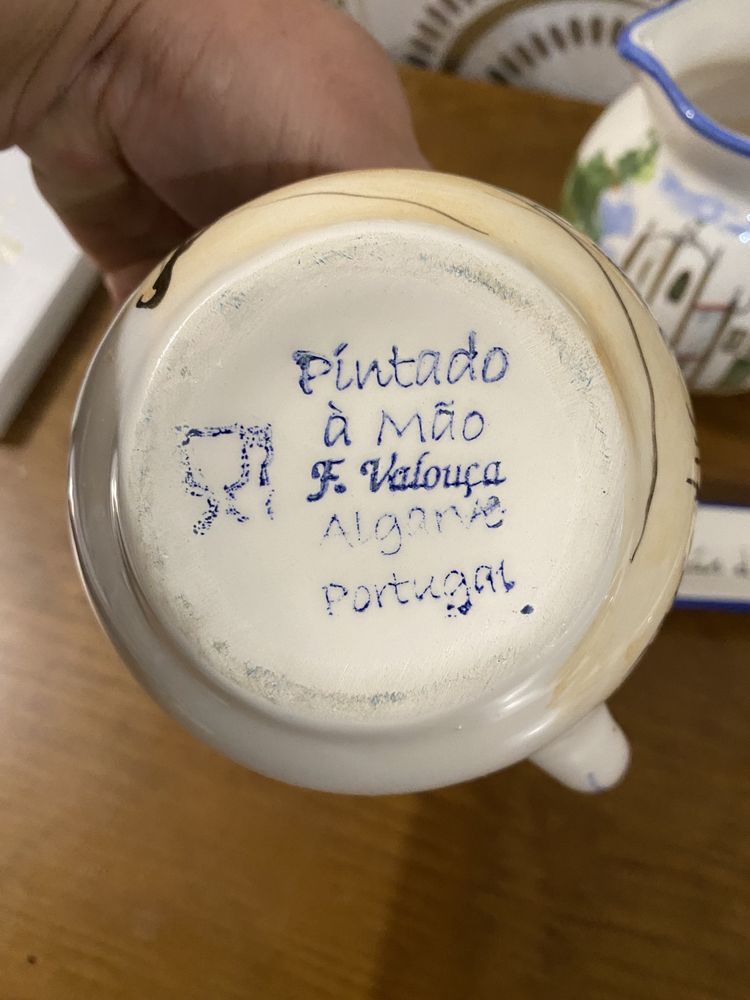 Pintado
à Mão
F. Valouça
Algarve
Portugal